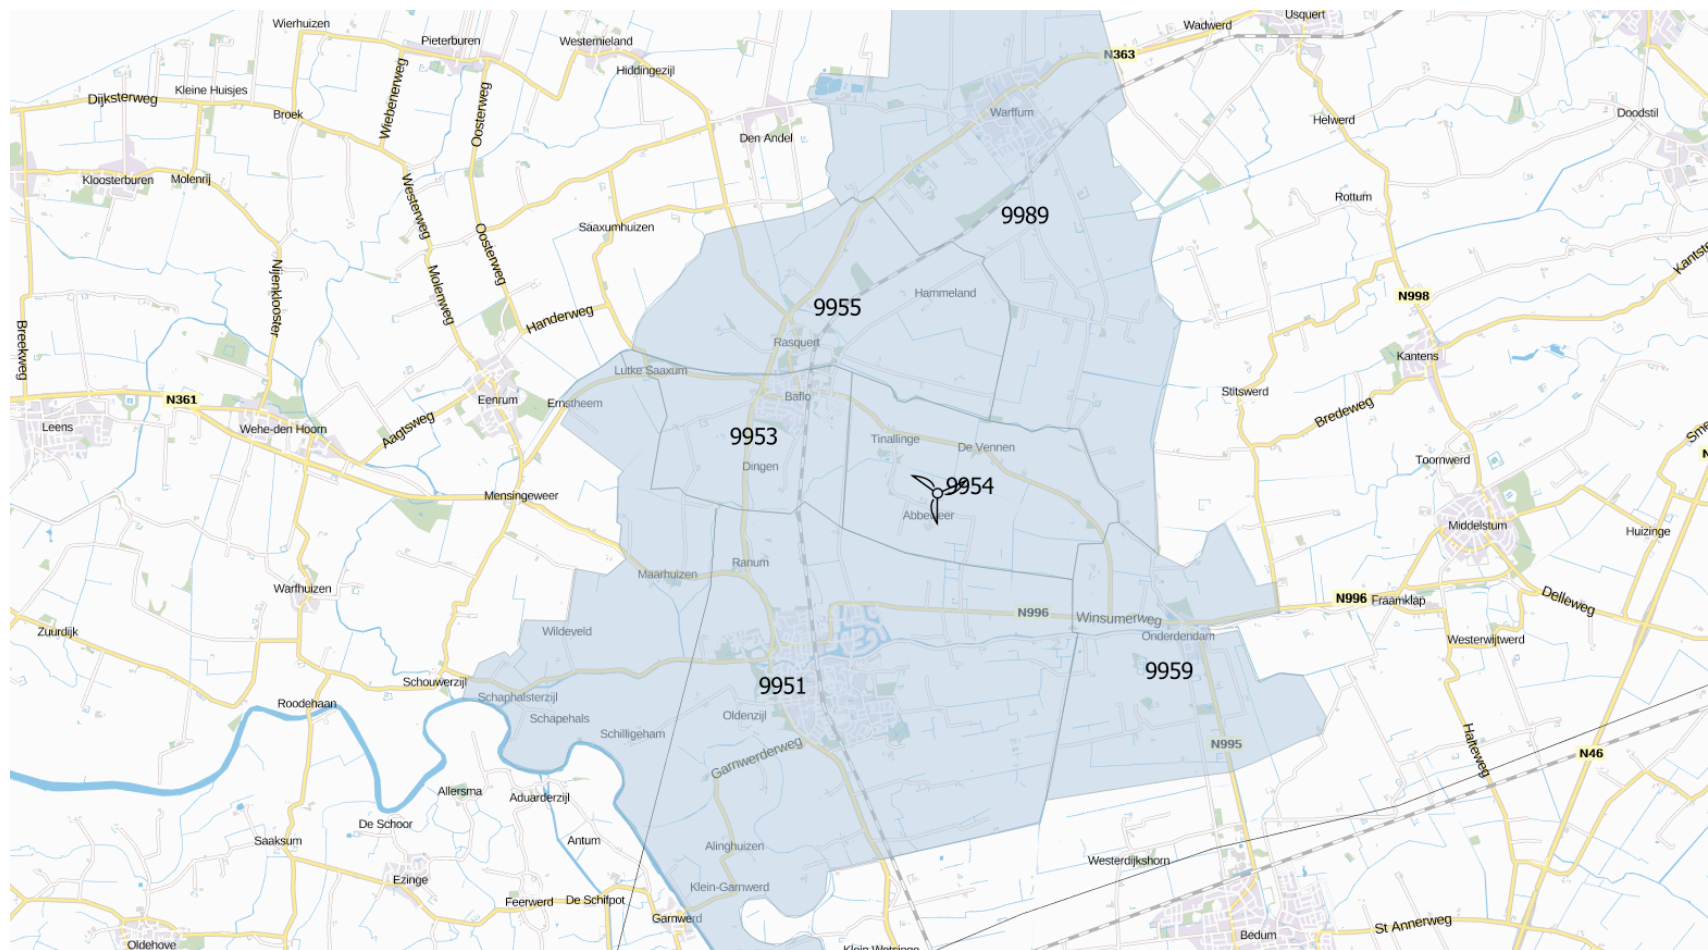 Wierhuizen
Usquert
Wadwerd
Pieterburen
Westernieland
N363
Hiddingezijl
Kleine Huisjes
Dijksterweg
Wiebenerweg
Oosterweg
Broek
Warffum
Doodstil
Helwerd
Den Andel
Kloosterburen
Molenrij
Westerweg
Rottum
9989
Saaxumhuizen
Oosterweg
Nijenklooster
Molenweg
Hammeland
N998
9955
Handerweg
Breekweg
Rasquert
Kantens
Lutke Saaxum
Stitswerd
Baflo
N361
Eenrum
Ernstheem
Bredeweg
Leens
Wehe-den Hoorn
Aagtsweg
9953
Tinallinge
De Vennen
Toornwerd
Dingen
9954
Mensingeweer
Middelstum
Huizinge
Ranum
Maarhuizen
Warfhuizen
N996
Fraamklap
Delleweg
N996
Winsumerweg
Zuurdijk
Wildeveld
Onderdendam
Westerwijtwerd
9959
Schouwerzijl
9951
Schaphalsterzijl
Roodehaan
Schapehals
Oldenzijl
Schilligeham
Garnwerderweg
N995
N46
Allersma
Aduarderzijl
De Schoor
Saaksum
Antum
Alinghuizen
Westerdijkshorn
Ezinge
Klein-Garnwerd
Feerwerd
De Schifpot
Garnwerd
St Annerweg
Bedum
Oldehove